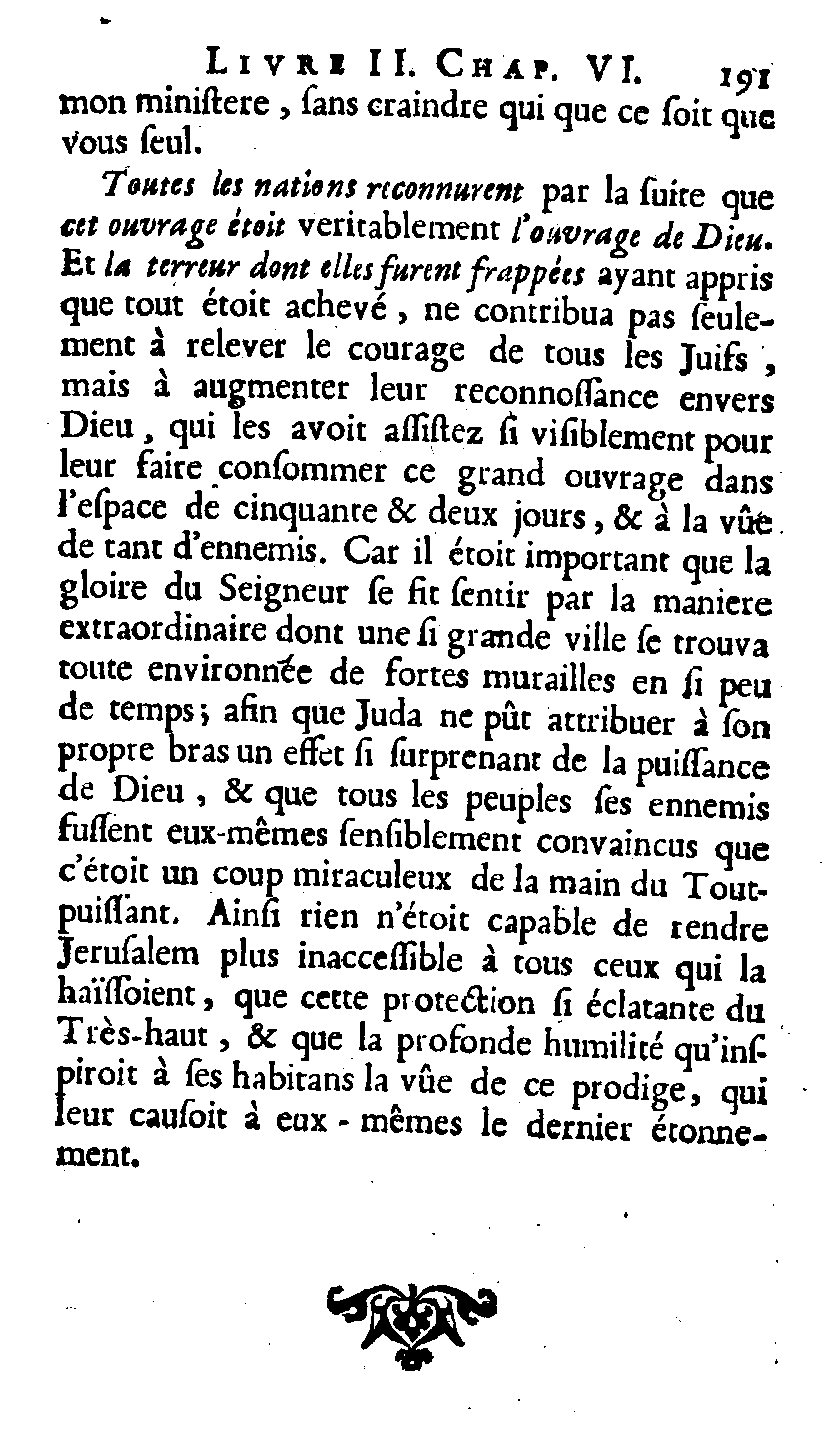 LIVRE II. CHAP. VI. 191
mon miniſtere, ſans craindre qui que ce ſoit que
vous ſeul.
Toutes les nations reconnurent par la ſuite que
cet ouvrage étoit veritablement l'ouvrage de Dieu.
Et la terreur dont elles furent frappées ayant appris
que tout étoit achevé, ne contribua pas ſeule-
ment à relever le courage de tous les Juifs,
mais à augmenter leur reconnoſſance envers
Dieu, qui les avoit aſſiſtez ſi viſiblement pour
leur faire conſommer ce grand ouvrage dans
l'eſpace de cinquante & deux jours, & à la vûe
de tant d'ennemis. Car il étoit important que la
gloire du Seigneur ſe fit ſentir par la maniere
extraordinaire dont une ſi grande ville ſe trouva
toute environnée de fortes murailles en ſi peu
de temps; afin que Juda ne pût attribuer à ſon
propre bras un effet ſi ſurprenant de la puiſſance
de Dieu, & que tous les peuples ſes ennemis
fuſſent eux-mêmes ſenſiblement convaincus que
c'étoit un coup miraculeux de la main du Tout-
puiſſant. Ainſi rien n'étoit capable de rendre
Jeruſalem plus inacceſſible à tous ceux qui la
haïſſoient, que cette protection ſi éclatante du
Très-haut, & que la profonde humilité qu'inſ-
piroit à ſes habitans la vûe de ce prodige, qui
leur cauſoit à eux-mêmes le dernier étonne-
ment.